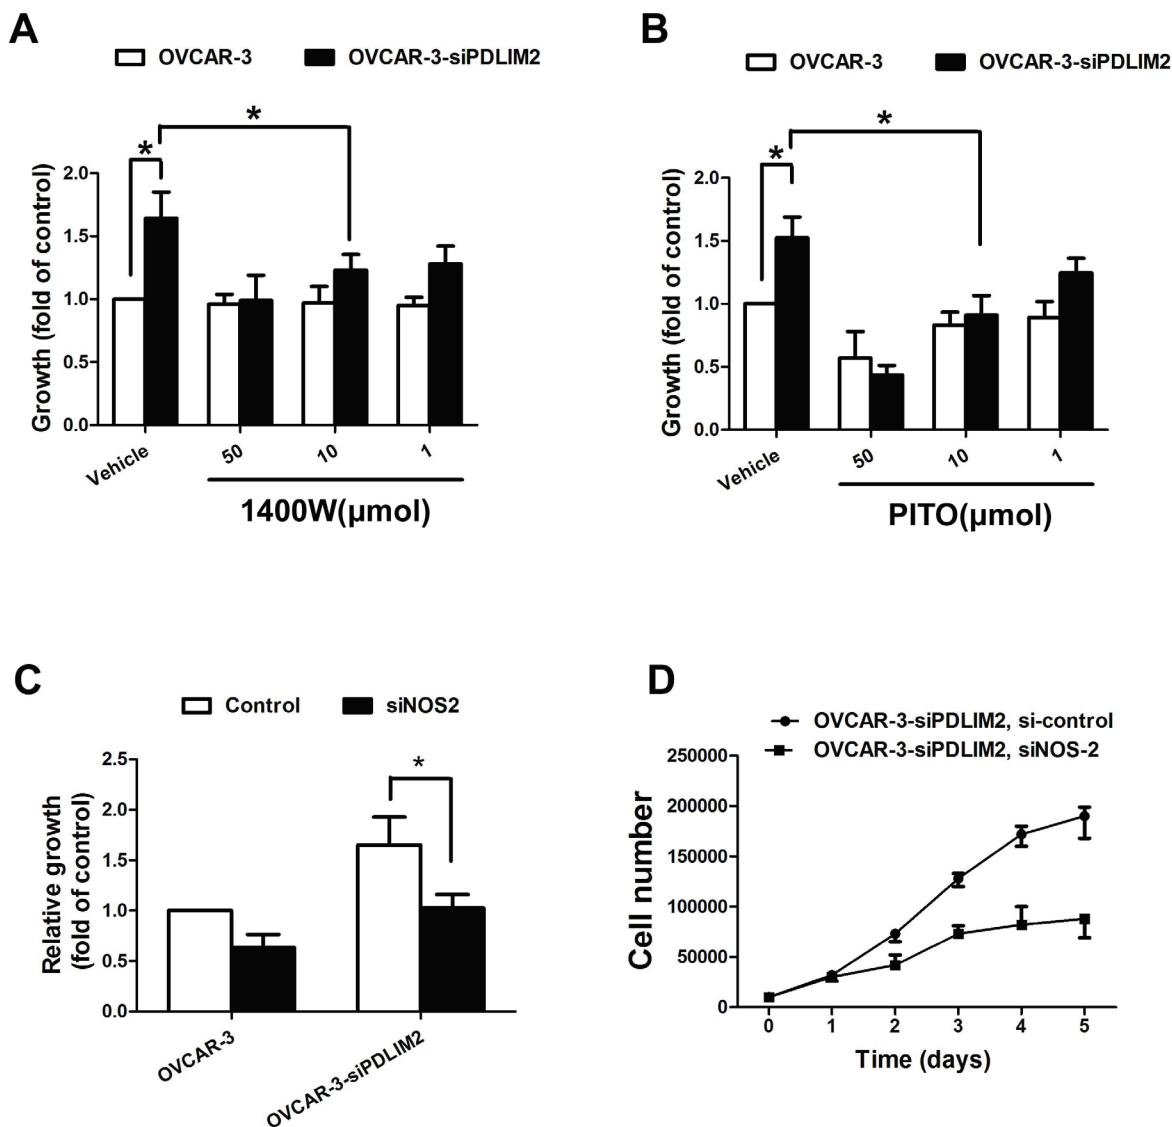 A
OVCAR-3
OVCAR-3-siPDLIM2
*
*
Growth (fold of control)
2.0
1.5
1.0
0.5
0.0
Vehicle
50
10
1
1400W(µmol)
B
OVCAR-3
OVCAR-3-siPDLIM2
*
*
Growth (fold of control)
2.0
1.5
1.0
0.5
0.0
Vehicle
50
10
1
PITO(µmol)
C
Control
siNOS2
*
Relative growth
(fold of control)
2.5
2.0
1.5
1.0
0.5
0.0
OVCAR-3
OVCAR-3-siPDLIM2
D
OVCAR-3-siPDLIM2, si-control
OVCAR-3-siPDLIM2, siNOS-2
Cell number
250000
200000
150000
100000
50000
0
0 1 2 3 4 5
Time (days)